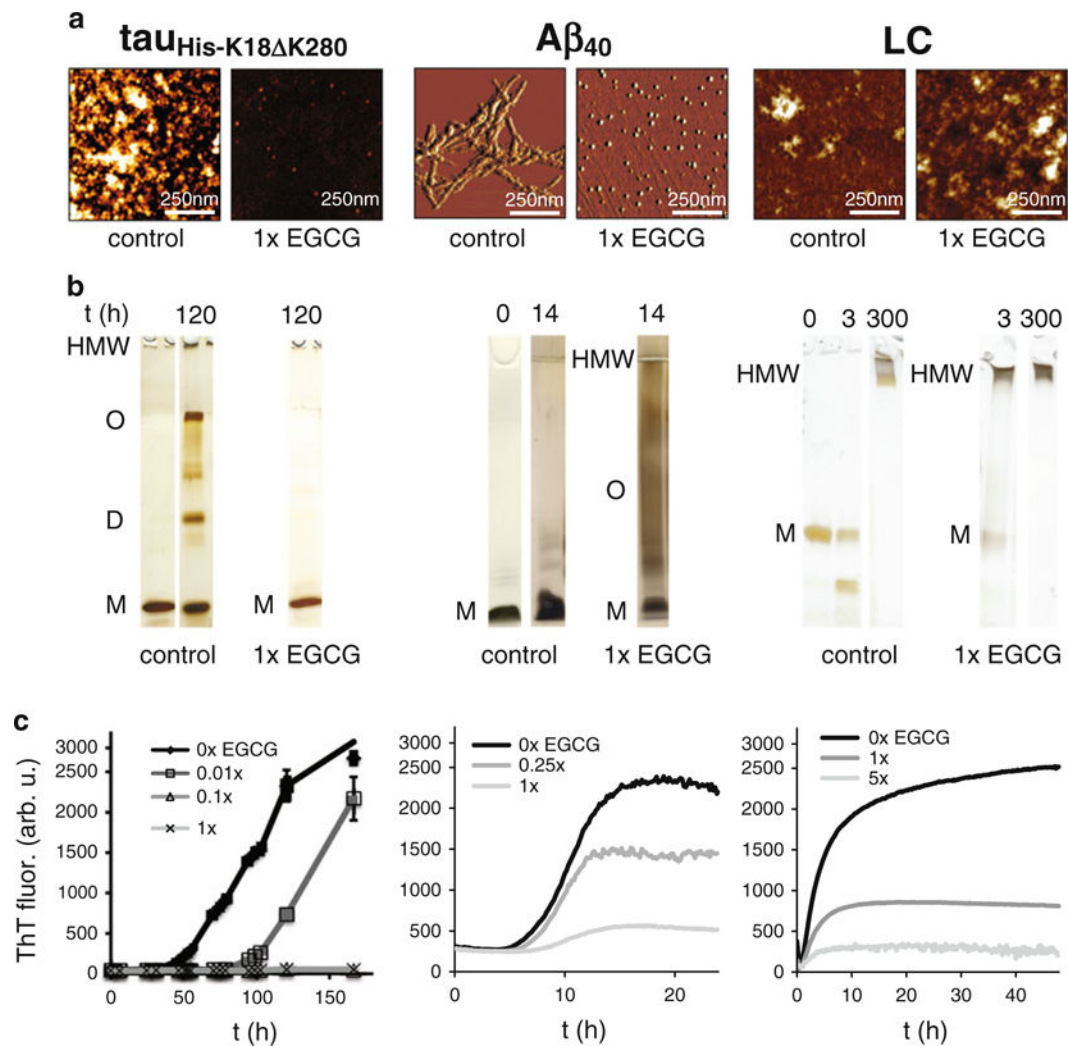 a
tau His-K18ΔK280 Aβ40 LC
250nm 250nm 250nm 250nm 250nm 250nm
control 1x EGCG control 1x EGCG control 1x EGCG
b
t (h) 120 120 0 14 14 0 3 300 3 300
HMW HMW HMW HMW
O
O
D
M M
M M M M
control 1x EGCG control 1x EGCG control 1x EGCG
c
ThT fluor. (arb. u.)
3000
2500
2000
1500
1000
500
0
0x EGCG
0.01x
0.1x
1x
0 50 100 150
t (h)
3000
2500
2000
1500
1000
500
0
0x EGCG
0.25x
1x
0 10 20
t (h)
3000
2500
2000
1500
1000
500
0
0x EGCG
1x
5x
0 10 20 30 40
t (h)